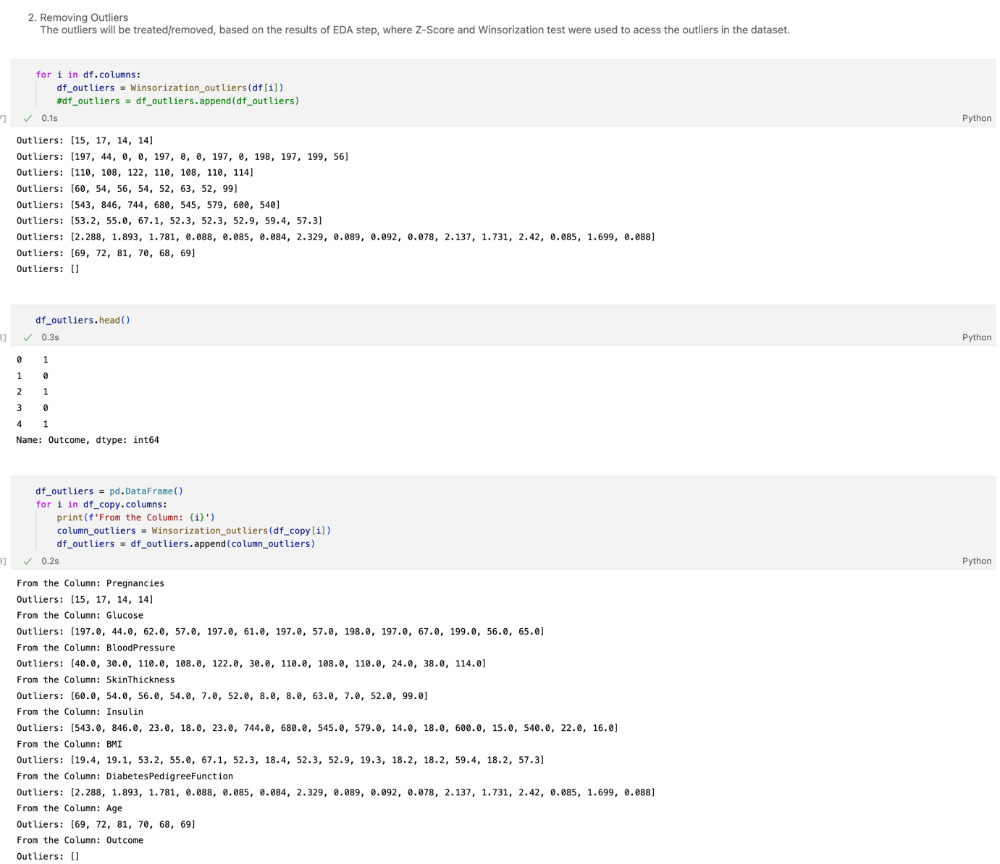 2. Removing Outliers
The outliers will be treated/removed, based on the results of EDA step, where Z-Score and Winsorization test were used to acess the outliers in the dataset.
for i in df.columns:
    df_outliers = Winsorization_outliers(df[i])
    #df_outliers = df_outliers.append(df_outliers)
7] ✓ 0.1s Python
Outliers: [15, 17, 14, 14]
Outliers: [197, 44, 0, 0, 197, 0, 0, 197, 0, 198, 197, 199, 56]
Outliers: [110, 108, 122, 110, 108, 110, 114]
Outliers: [60, 54, 56, 54, 52, 63, 52, 99]
Outliers: [543, 846, 744, 680, 545, 579, 600, 540]
Outliers: [53.2, 55.0, 67.1, 52.3, 52.3, 52.9, 59.4, 57.3]
Outliers: [2.288, 1.893, 1.781, 0.088, 0.085, 0.084, 2.329, 0.089, 0.092, 0.078, 2.137, 1.731, 2.42, 0.085, 1.699, 0.088]
Outliers: [69, 72, 81, 70, 68, 69]
Outliers: []
df_outliers.head()
8] ✓ 0.3s Python
0    1
1    0
2    1
3    0
4    1
Name: Outcome, dtype: int64
df_outliers = pd.DataFrame()
for i in df_copy.columns:
    print(f'From the Column: {i}')
    column_outliers = Winsorization_outliers(df_copy[i])
    df_outliers = df_outliers.append(column_outliers)
9] ✓ 0.2s Python
From the Column: Pregnancies
Outliers: [15, 17, 14, 14]
From the Column: Glucose
Outliers: [197.0, 44.0, 62.0, 57.0, 197.0, 61.0, 197.0, 57.0, 198.0, 197.0, 67.0, 199.0, 56.0, 65.0]
From the Column: BloodPressure
Outliers: [40.0, 30.0, 110.0, 108.0, 122.0, 30.0, 110.0, 108.0, 110.0, 24.0, 38.0, 114.0]
From the Column: SkinThickness
Outliers: [60.0, 54.0, 56.0, 54.0, 7.0, 52.0, 8.0, 8.0, 63.0, 7.0, 52.0, 99.0]
From the Column: Insulin
Outliers: [543.0, 846.0, 23.0, 18.0, 23.0, 744.0, 680.0, 545.0, 579.0, 14.0, 18.0, 600.0, 15.0, 540.0, 22.0, 16.0]
From the Column: BMI
Outliers: [19.4, 19.1, 53.2, 55.0, 67.1, 52.3, 18.4, 52.3, 52.9, 19.3, 18.2, 18.2, 59.4, 18.2, 57.3]
From the Column: DiabetesPedigreeFunction
Outliers: [2.288, 1.893, 1.781, 0.088, 0.085, 0.084, 2.329, 0.089, 0.092, 0.078, 2.137, 1.731, 2.42, 0.085, 1.699, 0.088]
From the Column: Age
Outliers: [69, 72, 81, 70, 68, 69]
From the Column: Outcome
Outliers: []